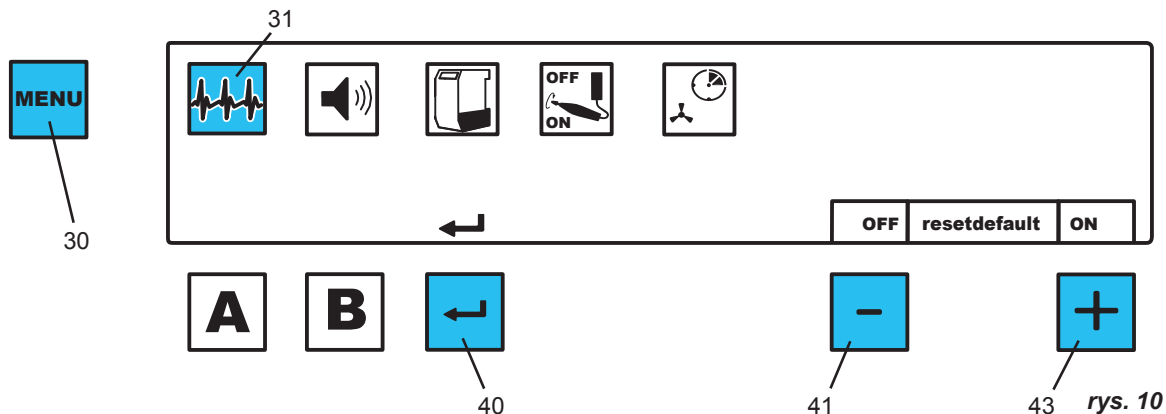 31
MENU
OFF
ON
30
OFF resetdefault ON
A B - +
40 41 43 rys. 10